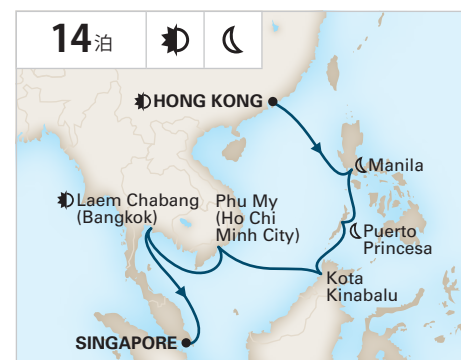 14泊
HONG KONG
Manila
Laem Chabang
(Bangkok)
Phu My
(Ho Chi
Minh City)
Puerto
Princesa
Kota
Kinabalu
SINGAPORE